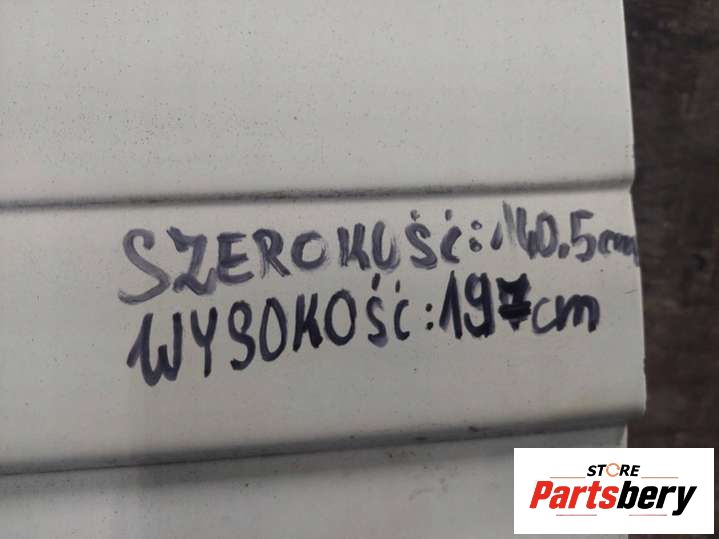 SZEROKOŚĆ: 140.5cm
WYSOKOŚĆ: 197cm
STORE
Partsbery